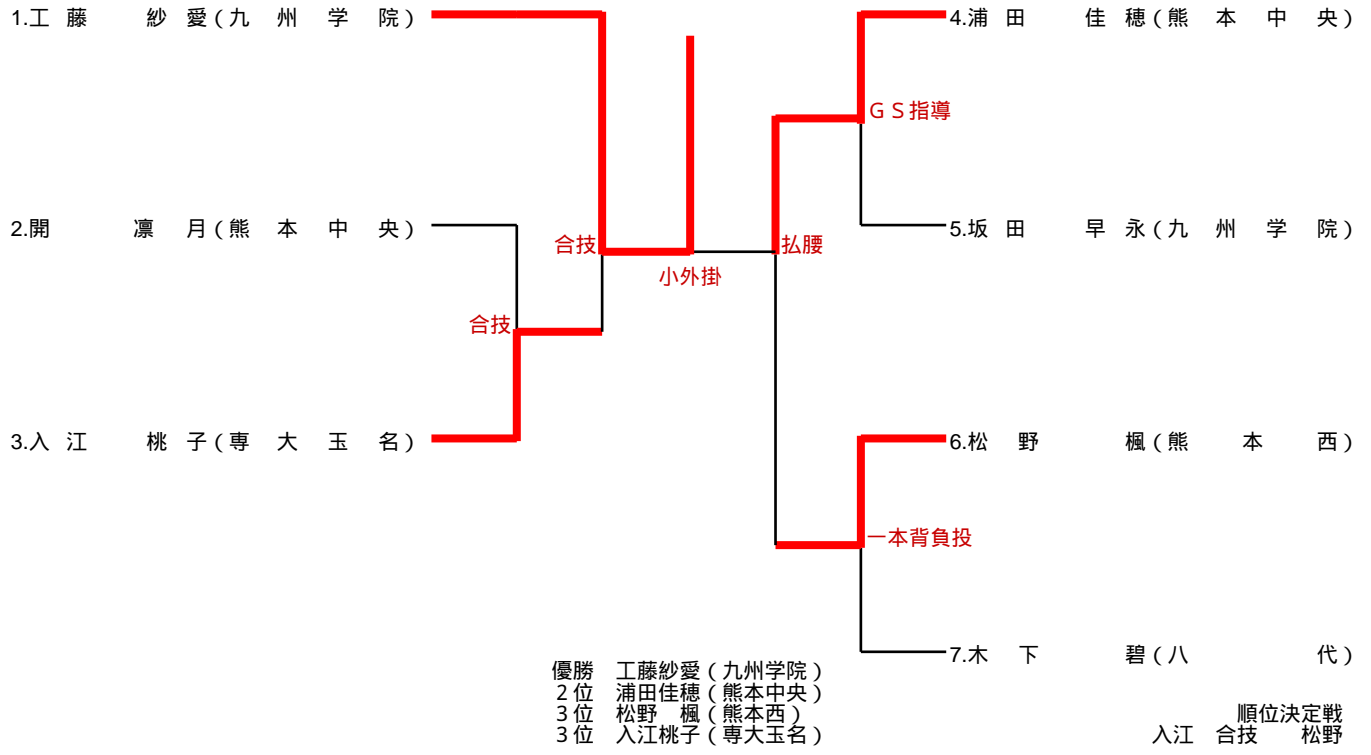 1.工藤　紗愛(九州学院)
4.浦田　佳穂(熊本中央)
ＧＳ指導
2.開　凛月(熊本中央)
5.坂田　早永(九州学院)
合技
払腰
小外掛
合技
3.入江　桃子(専大玉名)
6.松野　楓(熊本西)
一本背負投
7.木下　碧(八代)
優勝　工藤紗愛(九州学院)
2位　浦田佳穂(熊本中央)
3位　松野　楓(熊本西)
3位　入江桃子(専大玉名)
順位決定戦
入江　合技　松野